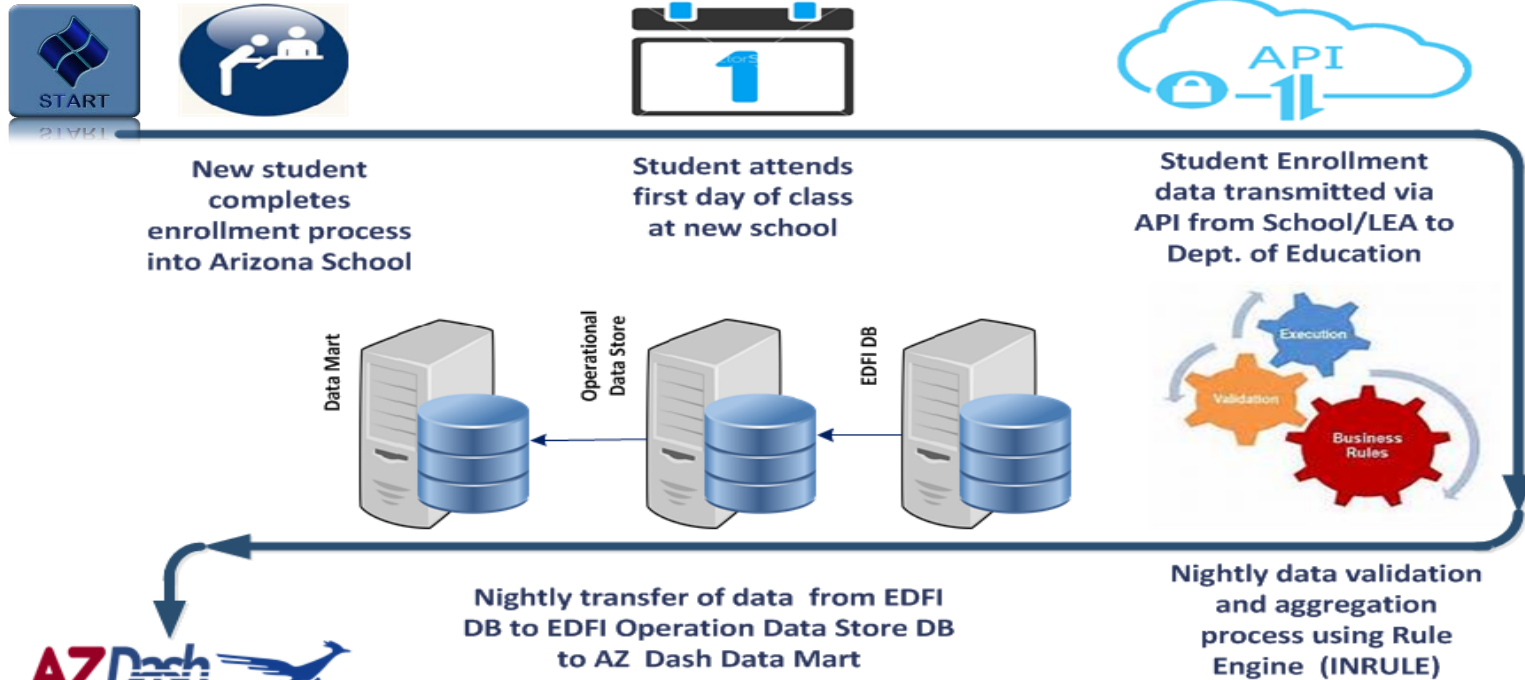 START
START
API
1
New student
completes
enrollment process
into Arizona School
Student attends
first day of class
at new school
Student Enrollment
data transmitted via
API from School/LEA to
Dept. of Education
Data Mart
Operational
Data Store
EDFI DB
Execution
Validation
Business
Rules
Nightly transfer of data from EDFI
DB to EDFI Operation Data Store DB
to AZ Dash Data Mart
Nightly data validation
and aggregation
process using Rule
Engine (INRULE)
AZDash